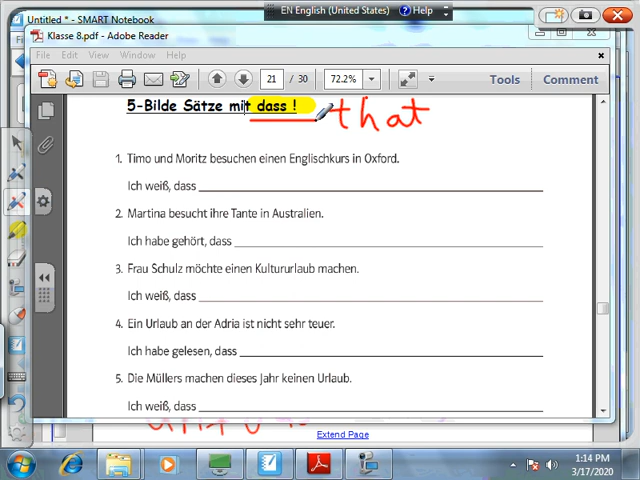 Untitled * - SMART Notebook
EN English (United States) Help
Klasse 8.pdf - Adobe Reader
File Edit View Document Window Help x
21 / 30 72.2% Tools Comment
5-Bilde Sätze mit dass !
that
1. Timo und Moritz besuchen einen Englischkurs in Oxford.
Ich weiß, dass
2. Martina besucht ihre Tante in Australien.
Ich habe gehört, dass
3. Frau Schulz möchte einen Kultururlaub machen.
Ich weiß, dass
4. Ein Urlaub an der Adria ist nicht sehr teuer.
Ich habe gelesen, dass
5. Die Müllers machen dieses Jahr keinen Urlaub.
Ich weiß, dass
Extend Page
1:14 PM
3/17/2020